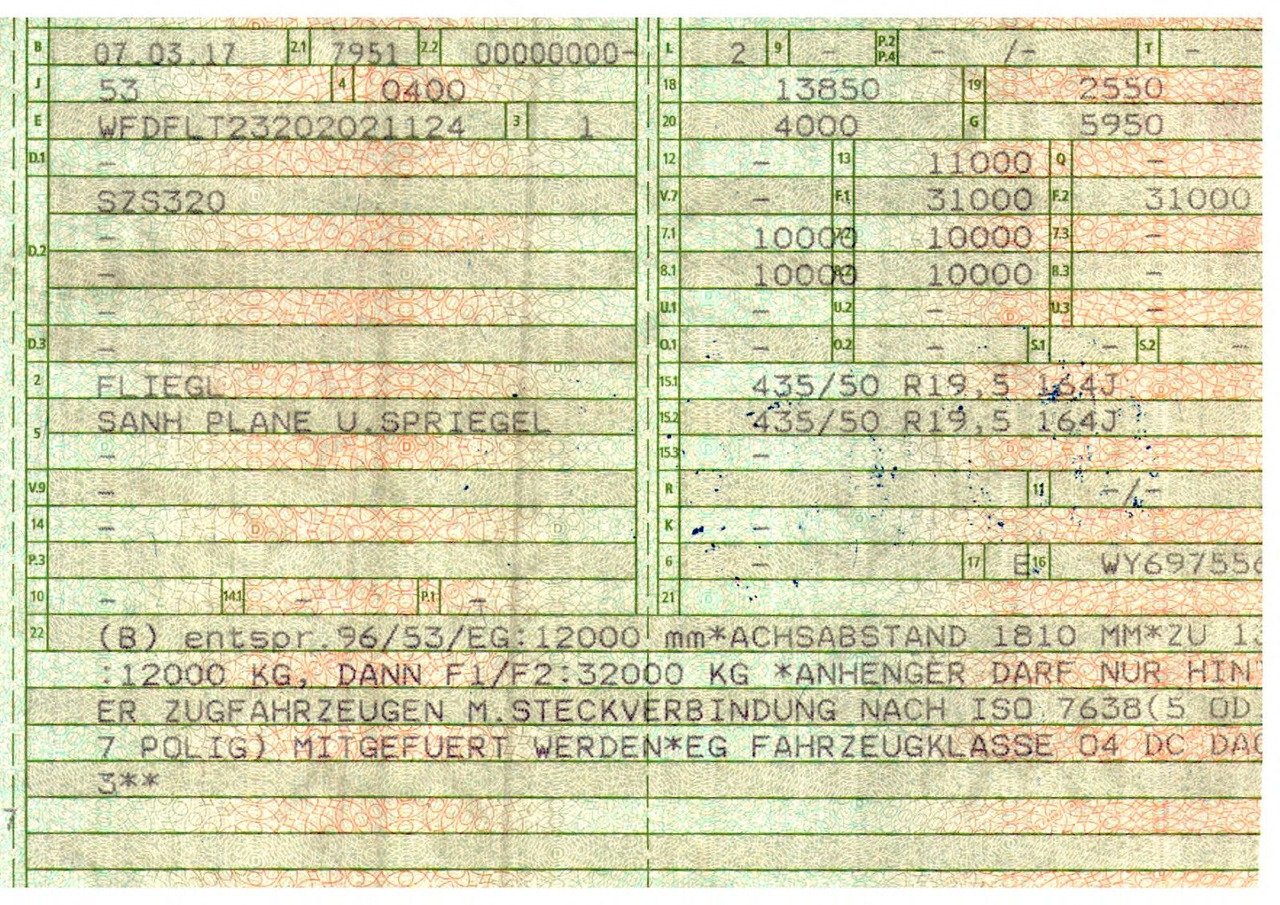 B 07.03.17 2.1 7951 2.2 00000000-
J 53 4 0400
E WFDFLT23202021124 3 1
D.1 -
SZS320
D.2 -
-
-
D.3 -
2 FLIEGL
5 SANH PLANE U.SPRIEGEL
-
V.9 -
14 -
P.3
10 - 14.1 - P.1 -
L 2 9 - P.2 P.4 - /- T -
18 13850 19 2550
20 4000 G 5950
12 - 13 11000 Q -
V.7 - F.1 31000 F.2 31000
7.1 10000 7.2 10000 7.3 -
8.1 10000 8.2 10000 8.3 -
U.1 - U.2 - U.3 -
O.1 - O.2 - S.1 - S.2 -
15.1 435/50 R19,5 164J
15.2 435/50 R19,5 164J
15.3 -
R 11 -/-
K -
6 - 17 E 16 WY697556
21
22 (B) entspr.96/53/EG:12000 mm*ACHSABSTAND 1810 MM*ZU 13
:12000 KG, DANN F1/F2:32000 KG *ANHENGER DARF NUR HINT
ER ZUGFAHRZEUGEN M.STECKVERBINDUNG NACH ISO 7638(5 OD
7 POLIG) MITGEFUERT WERDEN*EG FAHRZEUGKLASSE O4 DC DA0
3**